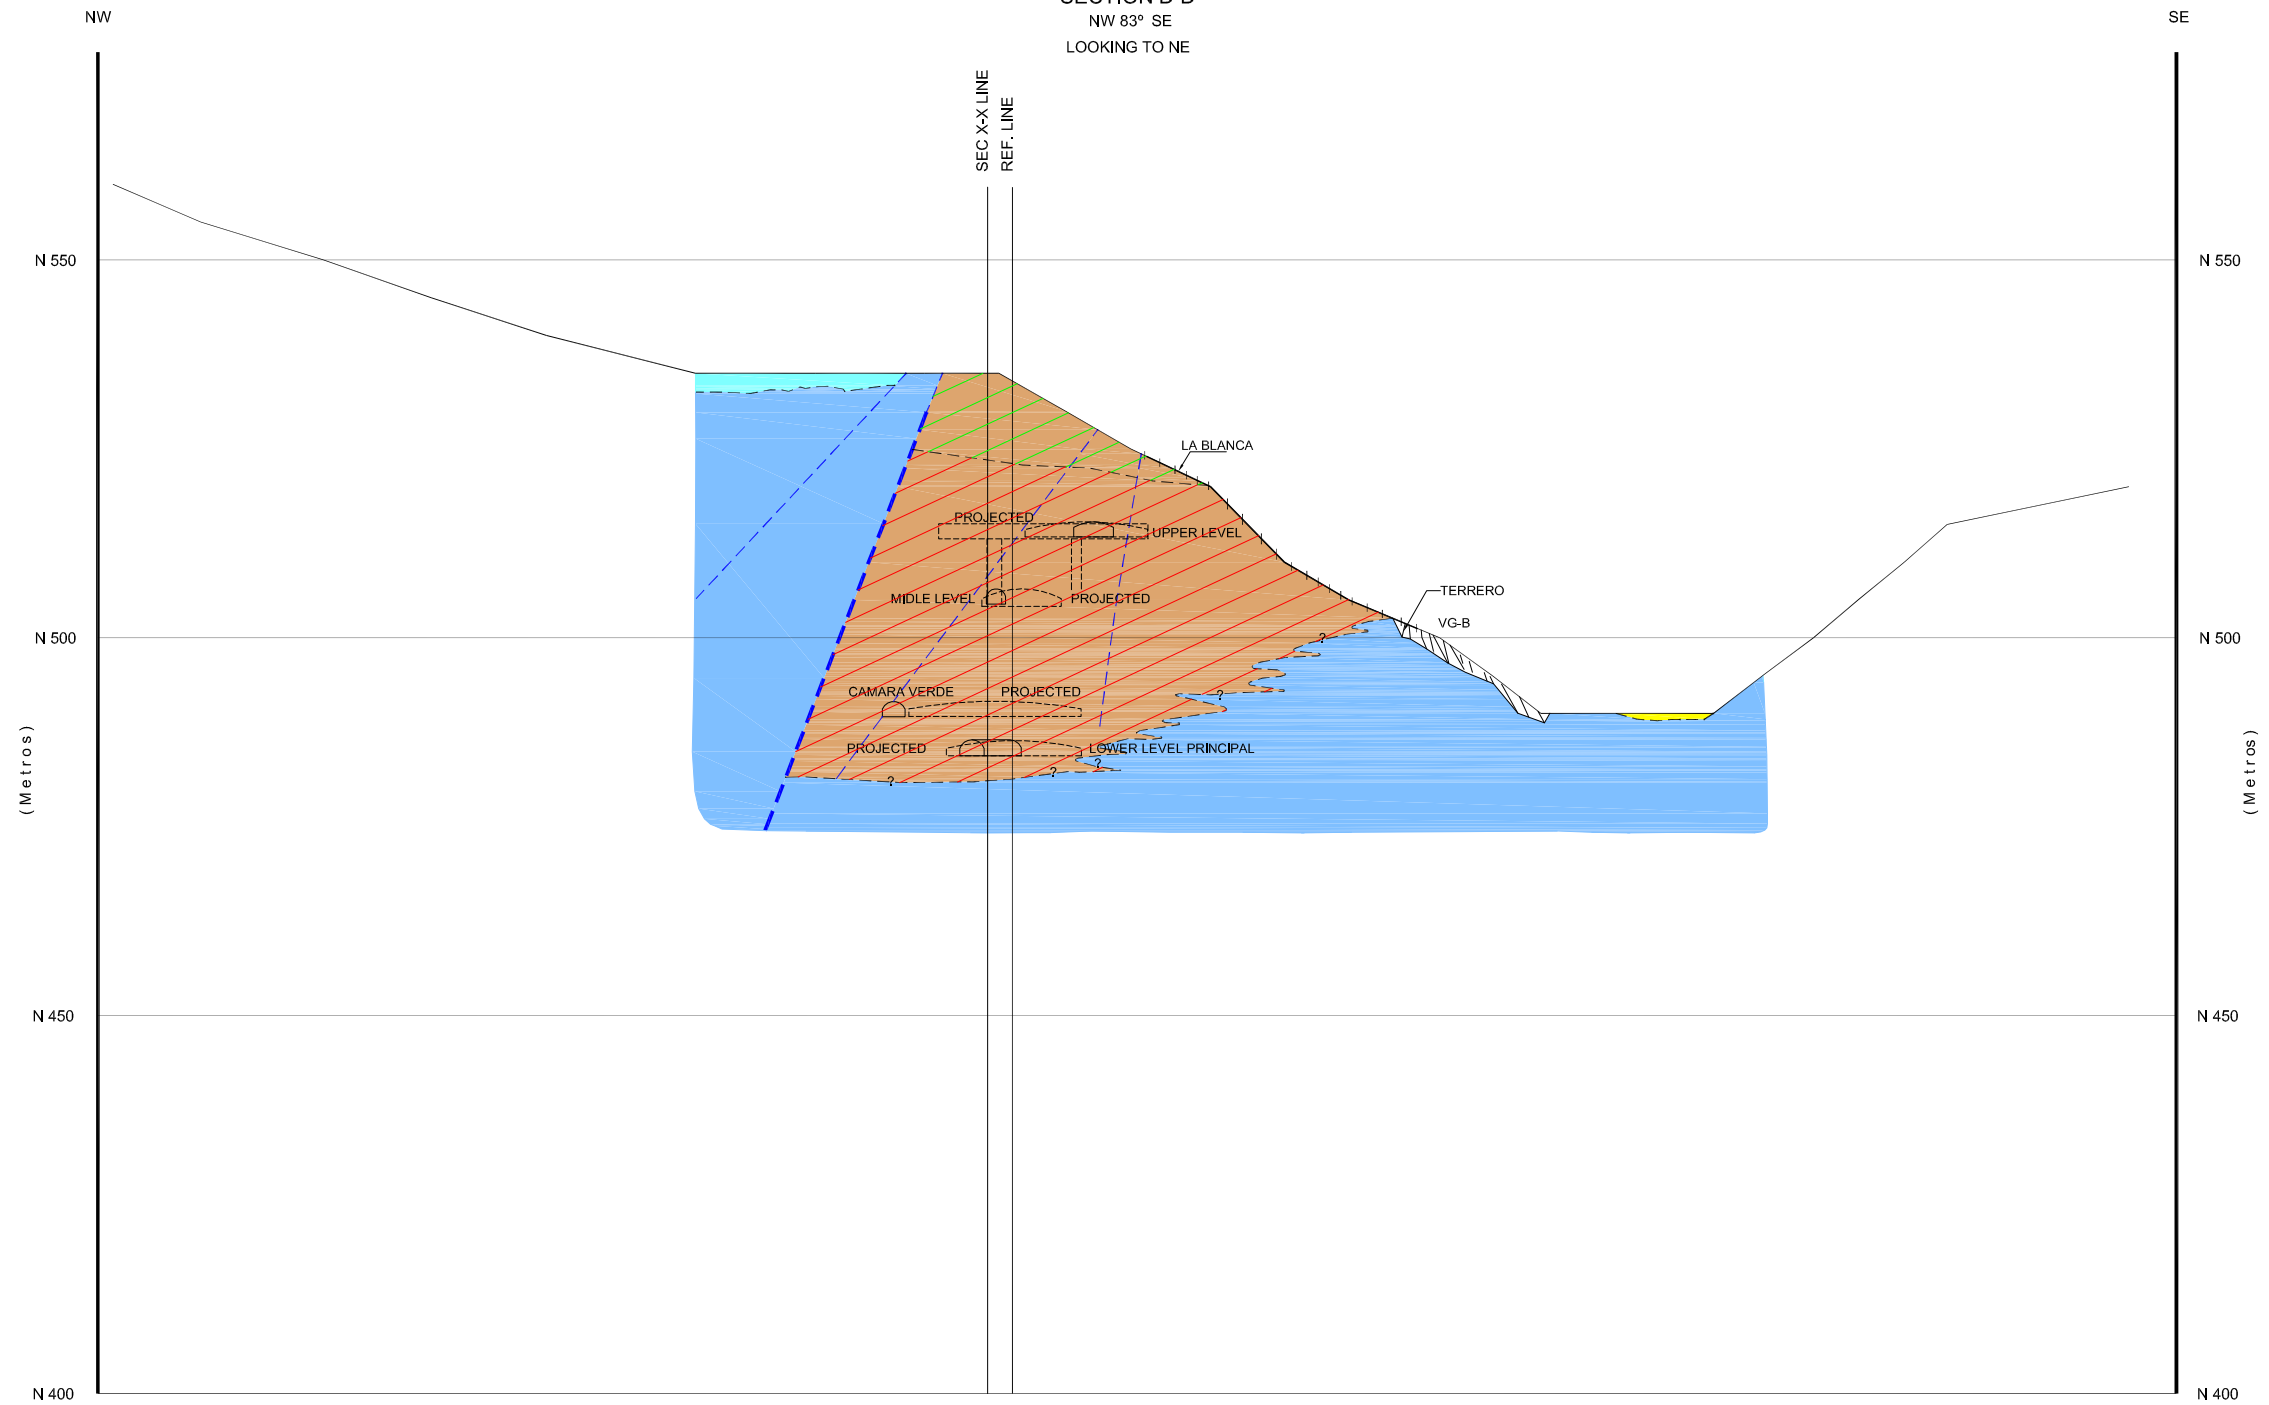 SECTION B-B
NW
NW 83° SE
SE
LOOKING TO NE
SEC X-X LINE
REF. LINE
N 550
N 550
LA BLANCA
PROJECTED
UPPER LEVEL
MIDLE LEVEL
PROJECTED
TERRERO
VG-B
N 500
?
N 500
CAMARA VERDE
PROJECTED
?
PROJECTED
LOWER LEVEL PRINCIPAL
?
?
?
(Metros)
(Metros)
N 450
N 450
N 400
N 400